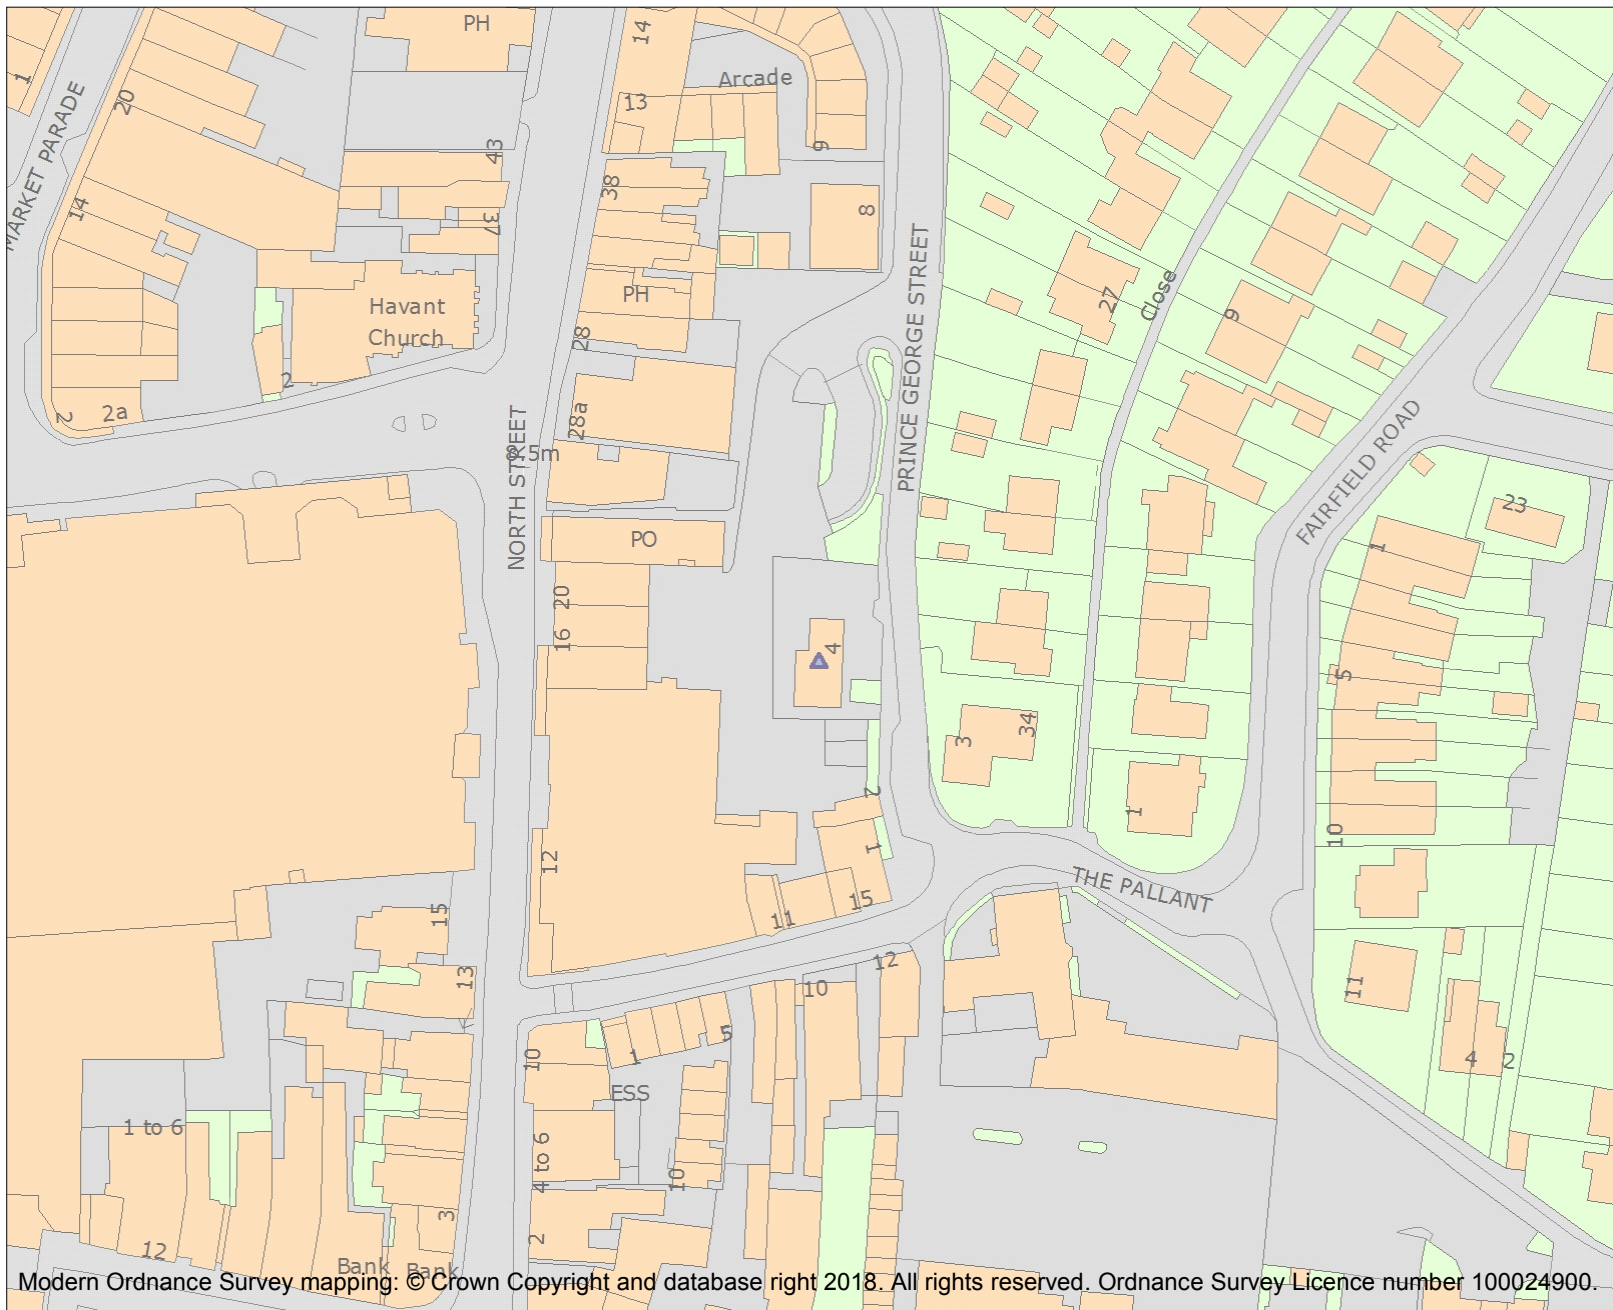 PH
14
1
Arcade
20
13
MARKET PARADE
43
9
38
14
8
37
PRINCE GEORGE STREET
Havant
Church
PH
27
Close
9
28
2
2
2a
28a
NORTH STREET
8.5m
FAIRFIELD ROAD
23
PO
1
20
16
4
5
34
3
2
1
10
12
1
THE PALLANT
15
11
15
12
13
10
11
5
10
1
4
2
ESS
1 to 6
4 to 6
10
3
2
12
Bank
Bank
Modern Ordnance Survey mapping: © Crown Copyright and database right 2018. All rights reserved. Ordnance Survey Licence number 100024900.